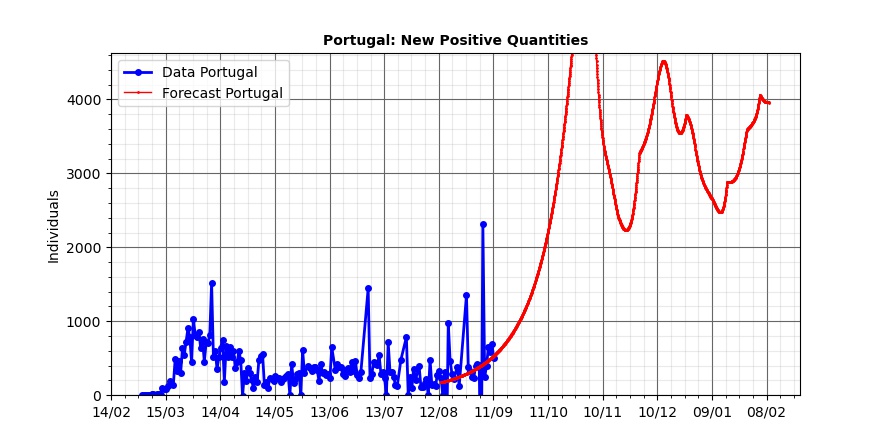 Portugal: New Positive Quantities
Data Portugal
Forecast Portugal
Individuals
4000
3000
2000
1000
0
14/02 15/03 14/04 14/05 13/06 13/07 12/08 11/09 11/10 10/11 10/12 09/01 08/02